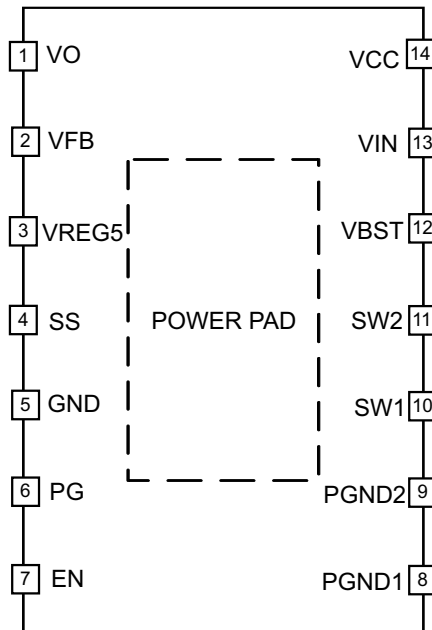 1 VO VCC 14
2 VFB VIN 13
3 VREG5 VBST 12
4 SS POWER PAD SW2 11
5 GND SW1 10
6 PG PGND2 9
7 EN PGND1 8